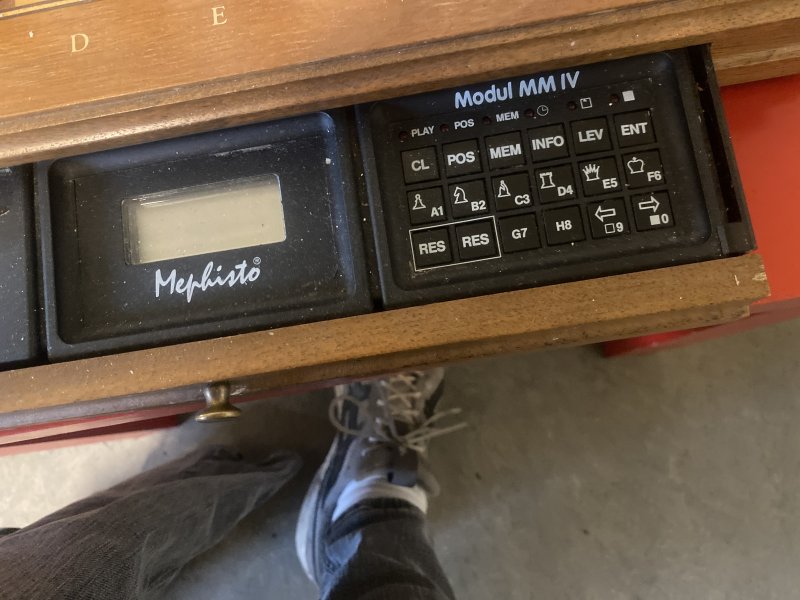 D E
Modul MM IV
PLAY POS MEM
CL POS MEM INFO LEV ENT
A1 B2 C3 D4 E5 F6
RES RES G7 H8 9 0
Mephisto®